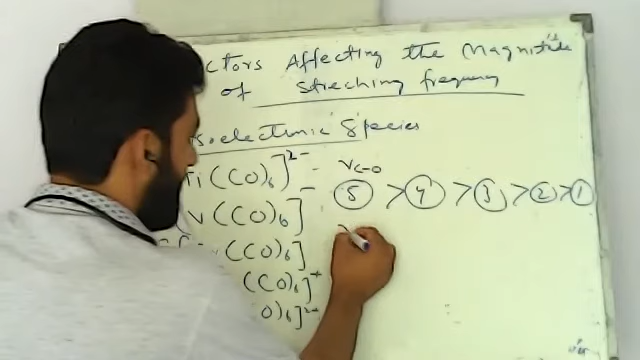 ctors Affecting the Magnitude
of streching frequency
s.electronic Species
Ti(CO)6]2-
(V(CO)6]-
(CO)6]
(CO)6]+
O)6]2+
νC-O
5 > 4 > 3 > 2 > 1